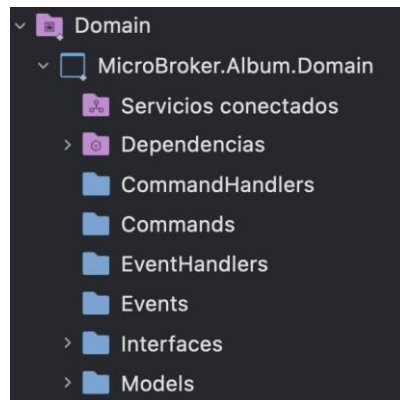 Domain
MicroBroker.Album.Domain
Servicios conectados
Dependencias
CommandHandlers
Commands
EventHandlers
Events
Interfaces
Models